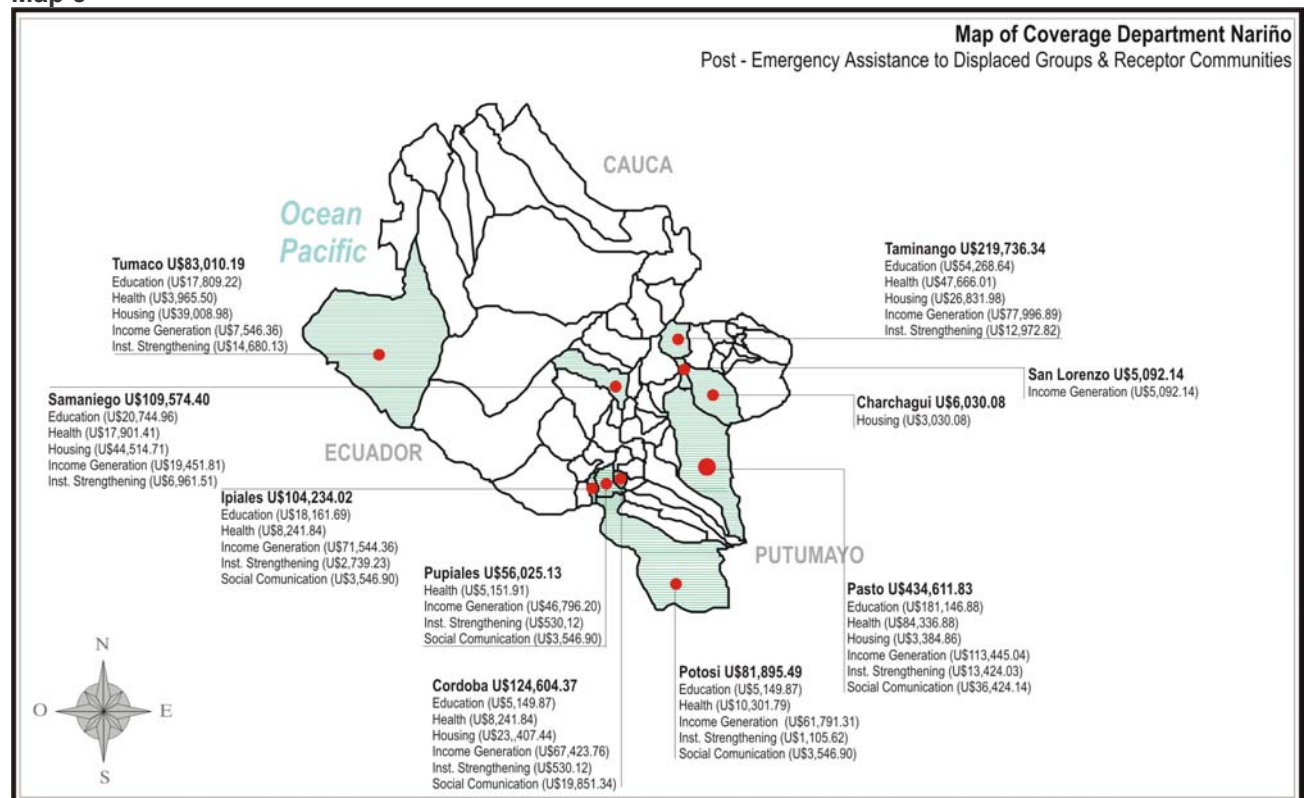 Map of Coverage Department Nariño
Post - Emergency Assistance to Displaced Groups & Receptor Communities
CAUCA
Ocean
Pacific
Tumaco U$83,010.19
Education (U$17,809.22)
Health (U$3,965.50)
Housing (U$39,008.98)
Income Generation (U$7,546.36)
Inst. Strengthening (U$14,680.13)
Taminango U$219,736.34
Education (U$54,268.64)
Health (U$47,666.01)
Housing (U$26,831.98)
Income Generation (U$77,996.89)
Inst. Strengthening (U$12,972.82)
San Lorenzo U$5,092.14
Income Generation (U$5,092.14)
Charchagui U$6,030.08
Housing (U$3,030.08)
Samaniego U$109,574.40
Education (U$20,744.96)
Health (U$17,901.41)
Housing (U$44,514.71)
Income Generation (U$19,451.81)
Inst. Strengthening (U$6,961.51)
ECUADOR
Ipiales U$104,234.02
Education (U$18,161.69)
Health (U$8,241.84)
Income Generation (U$71,544.36)
Inst. Strengthening (U$2,739.23)
Social Comunication (U$3,546.90)
PUTUMAYO
Pupiales U$56,025.13
Health (U$5,151.91)
Income Generation (U$46,796.20)
Inst. Strengthening (U$530,12)
Social Comunication (U$3,546.90)
Pasto U$434,611.83
Education (U$181,146.88)
Health (U$84,336.88)
Housing (U$3,384.86)
Income Generation (U$113,445.04)
Inst. Strengthening (U$13,424.03)
Social Comunication (U$36,424.14)
Potosi U$81,895.49
Education (U$5,149.87)
Health (U$10,301.79)
Income Generation (U$61,791.31)
Inst. Strengthening (U$1,105.62)
Social Comunication (U$3,546.90)
Cordoba U$124,604.37
Education (U$5,149.87)
Health (U$8,241.84)
Housing (U$23,,407.44)
Income Generation (U$67,423.76)
Inst. Strengthening (U$530.12)
Social Comunication (U$19,851.34)
N
O
E
S